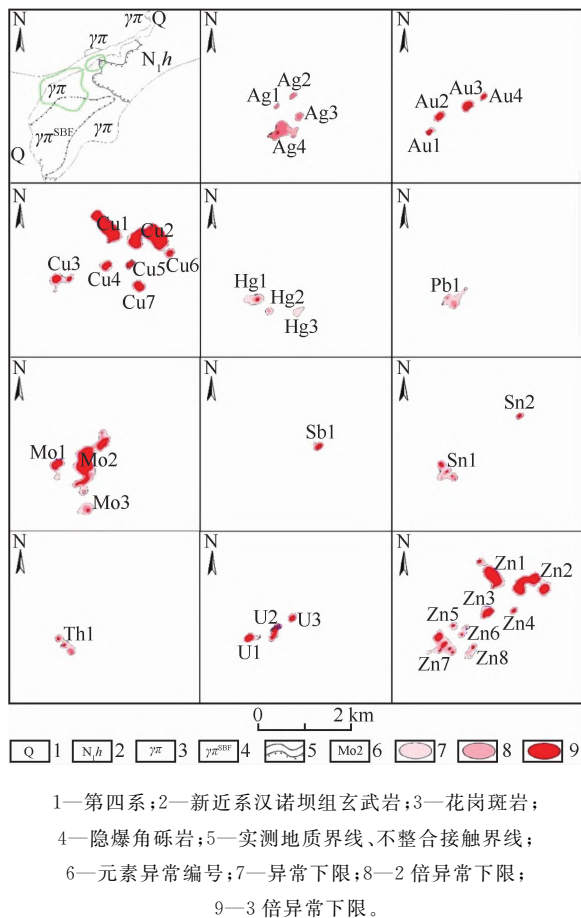 N Q N N
γπ
γπ N₁h
γπ
γπ
γπˢᴮᶠ
Q
Ag2
Ag1
Ag3
Ag4
Au3 Au4
Au2
Au1
N N N
Cu1 Cu2
Cu3 Cu4 Cu5 Cu6
Cu7
Hg1
Hg2
Hg3
Pb1
N N N
Mo1
Mo2
Mo3
Sb1
Sn2
Sn1
N N N
Th1
U2 U3
U1
Zn1 Zn2
Zn3
Zn5 Zn4
Zn6
Zn7 Zn8
0 2 km
Q 1 N₁h 2 γπ 3 γπˢᴮᶠ 4 5 Mo2 6 7 8 9
1—第四系;2—新近系汉诺坝组玄武岩;3—花岗斑岩;
4—隐爆角砾岩;5—实测地质界线、不整合接触界线;
6—元素异常编号;7—异常下限;8—2 倍异常下限;
9—3 倍异常下限。